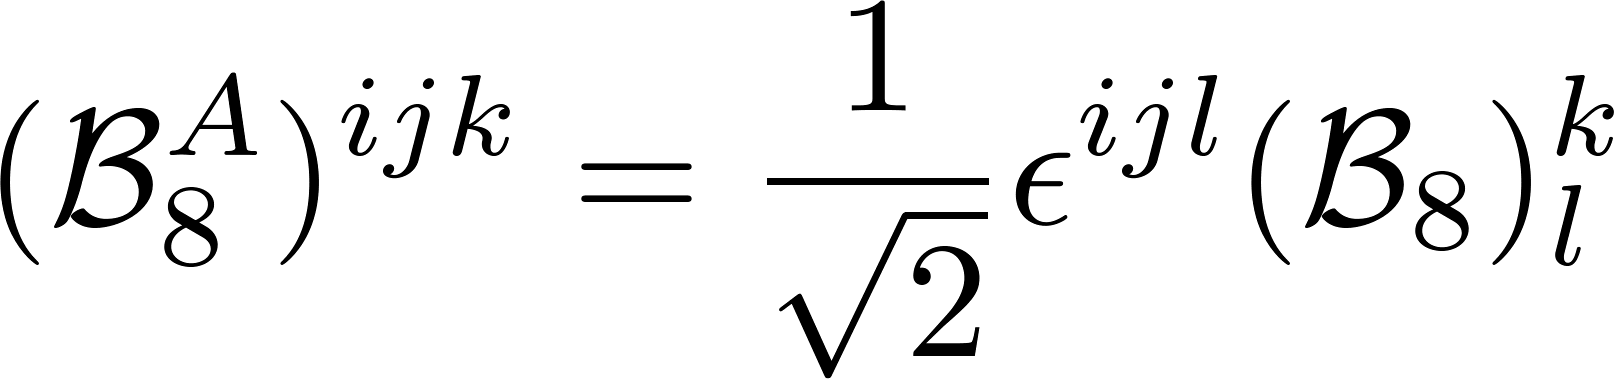 $(\mathcal{B}_8^A)^{ijk} = \frac{1}{\sqrt{2}} \epsilon^{ijl} (\mathcal{B}_8)_l^k$